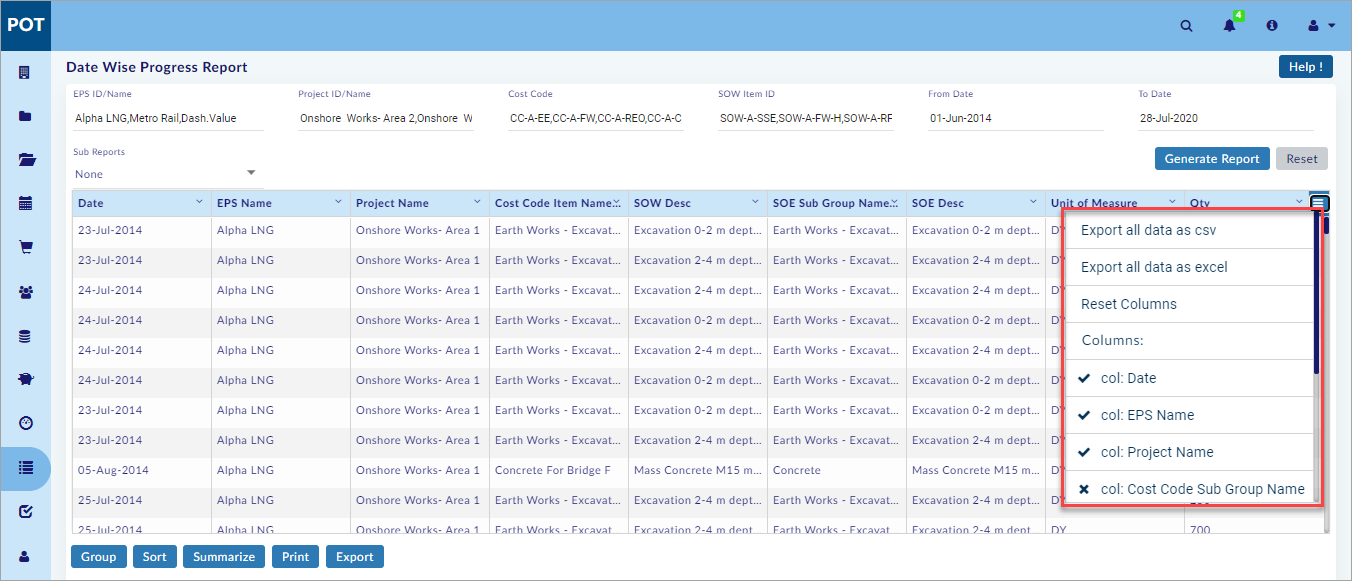 POT
4
Date Wise Progress Report
Help !
EPS ID/Name Project ID/Name Cost Code SOW Item ID From Date To Date
Alpha LNG,Metro Rail,Dash.Value Onshore Works- Area 2,Onshore W CC-A-EE,CC-A-FW,CC-A-REO,CC-A-C SOW-A-SSE,SOW-A-FW-H,SOW-A-RF 01-Jun-2014 28-Jul-2020
Sub Reports
None
Generate Report Reset
Date EPS Name Project Name Cost Code Item Name... SOW Desc SOE Sub Group Name... SOE Desc Unit of Measure Qty
23-Jul-2014 Alpha LNG Onshore Works- Area 1 Earth Works - Excavat... Excavation 0-2 m dept... Earth Works - Excavat... Excavation 0-2 m dept... DY
23-Jul-2014 Alpha LNG Onshore Works- Area 1 Earth Works - Excavat... Excavation 2-4 m dept... Earth Works - Excavat... Excavation 2-4 m dept... DY
24-Jul-2014 Alpha LNG Onshore Works- Area 1 Earth Works - Excavat... Excavation 2-4 m dept... Earth Works - Excavat... Excavation 2-4 m dept... DY
24-Jul-2014 Alpha LNG Onshore Works- Area 1 Earth Works - Excavat... Excavation 0-2 m dept... Earth Works - Excavat... Excavation 0-2 m dept... DY
24-Jul-2014 Alpha LNG Onshore Works- Area 1 Earth Works - Excavat... Excavation 2-4 m dept... Earth Works - Excavat... Excavation 2-4 m dept... DY
24-Jul-2014 Alpha LNG Onshore Works- Area 1 Earth Works - Excavat... Excavation 2-4 m dept... Earth Works - Excavat... Excavation 2-4 m dept... DY
23-Jul-2014 Alpha LNG Onshore Works- Area 1 Earth Works - Excavat... Excavation 0-2 m dept... Earth Works - Excavat... Excavation 0-2 m dept... DY
23-Jul-2014 Alpha LNG Onshore Works- Area 1 Earth Works - Excavat... Excavation 2-4 m dept... Earth Works - Excavat... Excavation 2-4 m dept... DY
05-Aug-2014 Alpha LNG Onshore Works- Area 1 Concrete For Bridge F Mass Concrete M15 m... Concrete Mass Concrete M15 m...
25-Jul-2014 Alpha LNG Onshore Works- Area 1 Earth Works - Excavat... Excavation 2-4 m dept... Earth Works - Excavat... Excavation 2-4 m dept... DY
25-Jul-2014 Alpha LNG Onshore Works- Area 1 Earth Works - Excavat... Excavation 2-4 m dept... Earth Works - Excavat... Excavation 2-4 m dept... DY 700
Export all data as csv
Export all data as excel
Reset Columns
Columns:
col: Date
col: EPS Name
col: Project Name
col: Cost Code Sub Group Name
Group Sort Summarize Print Export